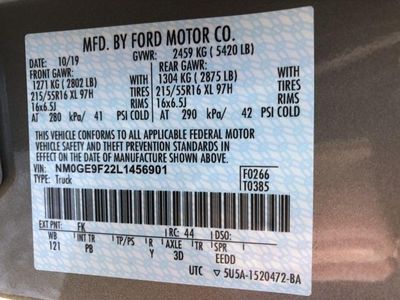 MFD. BY FORD MOTOR CO.
DATE: 10/19 GVWR: 2459 KG ( 5420 LB)
FRONT GAWR: REAR GAWR:
1271 KG ( 2802 LB) WITH 1304 KG ( 2875 LB) WITH
215/55R16 XL 97H TIRES 215/55R16 XL 97H TIRES
16x6.5J RIMS 16x6.5J RIMS
AT 280 kPa/ 41 PSI COLD AT 290 kPa/ 42 PSI COLD
THIS VEHICLE CONFORMS TO ALL APPLICABLE FEDERAL MOTOR
VEHICLE SAFETY AND THEFT PREVENTION STANDARDS IN EFFECT ON
THE DATE OF MANUFACTURE SHOWN ABOVE.
VIN: NM0GE9F22L1456901 F0266
TYPE: Truck T0385
EXT PNT: FK RC: 44 DSO:
WB INT TR TP/PS R AXLE TR SPR
121 PB Y 3D EEDD
UTC 5U5A-1520472-BA